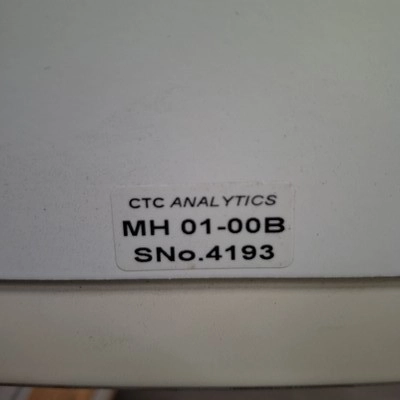 CTC ANALYTICS
MH 01-00B
SNo.4193